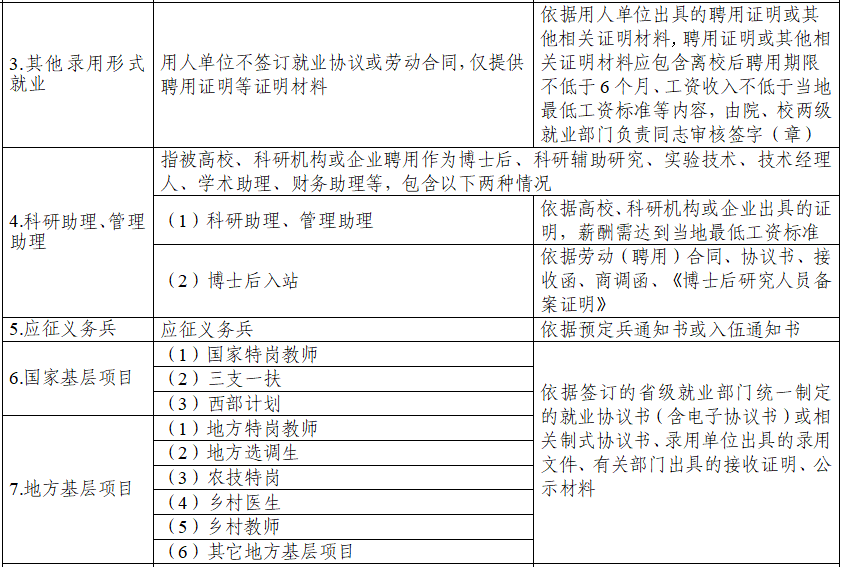 3.其他录用形式
就业
用人单位不签订就业协议或劳动合同，仅提供
聘用证明等证明材料
依据用人单位出具的聘用证明或其
他相关证明材料，聘用证明或其他相
关证明材料应包含离校后聘用期限
不低于6个月、工资收入不低于当地
最低工资标准等内容，由院、校两级
就业部门负责同志审核签字（章）
4.科研助理、管理
助理
指被高校、科研机构或企业聘用作为博士后、科研辅助研究、实验技术、技术经理
人、学术助理、财务助理等，包含以下两种情况
（1）科研助理、管理助理
依据高校、科研机构或企业出具的证
明，薪酬需达到当地最低工资标准
（2）博士后入站
依据劳动（聘用）合同、协议书、接
收函、商调函、《博士后研究人员备
案证明》
5.应征义务兵
应征义务兵
依据预定兵通知书或入伍通知书
6.国家基层项目
（1）国家特岗教师
（2）三支一扶
（3）西部计划
7.地方基层项目
（1）地方特岗教师
（2）地方选调生
（3）农技特岗
（4）乡村医生
（5）乡村教师
（6）其它地方基层项目
依据签订的省级就业部门统一制定
的就业协议书（含电子协议书）或相
关制式协议书、录用单位出具的录用
文件、有关部门出具的接收证明、公
示材料